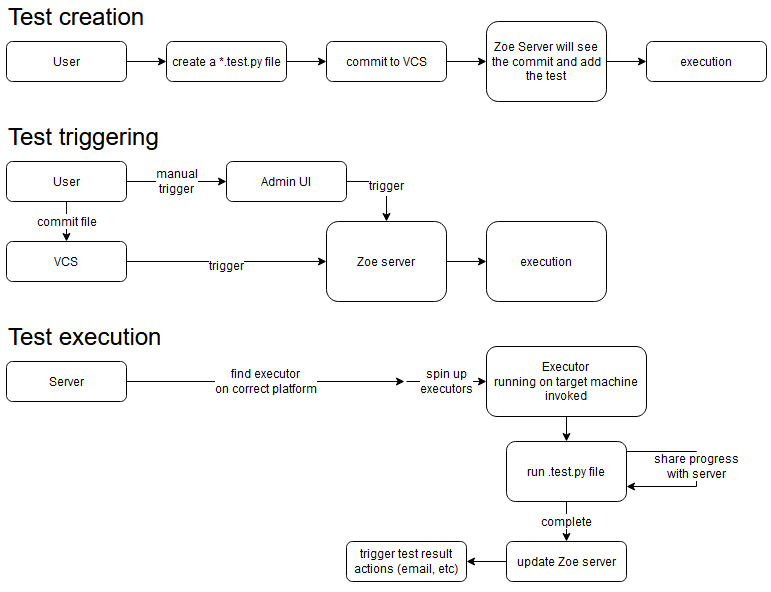 Test creation
User
create a *.test.py file
commit to VCS
Zoe Server will see
the commit and add
the test
execution
Test triggering
User
manual
trigger
Admin UI
trigger
commit file
VCS
trigger
Zoe server
execution
Test execution
Server
find executor
on correct platform
spin up
executors
Executor
running on target machine
invoked
run .test.py file
share progress
with server
complete
trigger test result
actions (email, etc)
update Zoe server